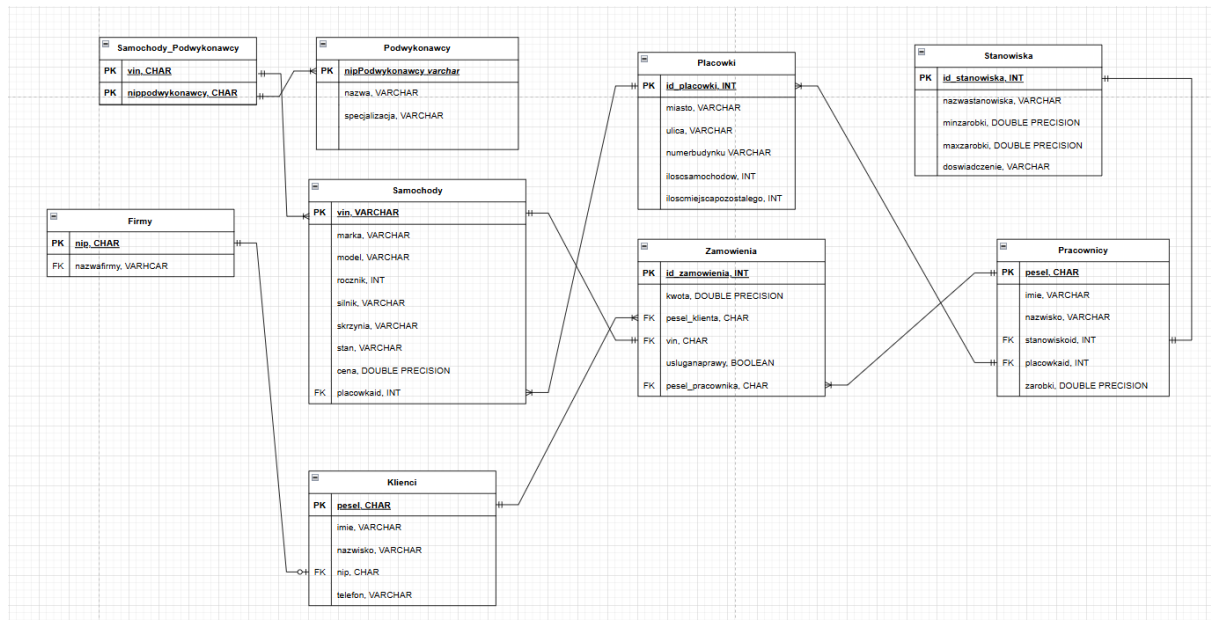 Samochody_Podwykonawcy
PK vin, CHAR
PK nippodwykonawcy, CHAR
Podwykonawcy
PK nipPodwykonawcy varchar
nazwa, VARCHAR
specjalizacja, VARCHAR
Placowki
PK id_placowki, INT
miasto, VARCHAR
ulica, VARCHAR
numerbudynku VARCHAR
iloscsamochodow, INT
ilosomiejscapozostalego, INT
Stanowiska
PK id_stanowiska, INT
nazwastanowiska, VARCHAR
minzarobki, DOUBLE PRECISION
maxzarobki, DOUBLE PRECISION
doswiadczenie, VARCHAR
Firmy
PK nip, CHAR
FK nazwafirmy, VARHCAR
Samochody
PK vin, VARCHAR
marka, VARCHAR
model, VARCHAR
rocznik, INT
silnik, VARCHAR
skrzynia, VARCHAR
stan, VARCHAR
cena, DOUBLE PRECISION
FK placowkaid, INT
Zamowienia
PK id_zamowienia, INT
kwota, DOUBLE PRECISION
FK pesel_klienta, CHAR
FK vin, CHAR
usluganaprawy, BOOLEAN
FK pesel_pracownika, CHAR
Pracownicy
PK pesel, CHAR
imie, VARCHAR
nazwisko, VARCHAR
FK stanowiskoid, INT
FK placowkaid, INT
zarobki, DOUBLE PRECISION
Klienci
PK pesel, CHAR
imie, VARCHAR
nazwisko, VARCHAR
FK nip, CHAR
telefon, VARCHAR